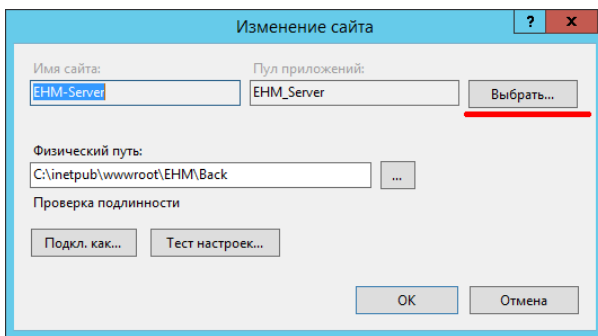 Изменение сайта
? x
Имя сайта: Пул приложений:
EHM-Server EHM_Server Выбрать...
Физический путь:
C:\inetpub\wwwroot\EHM\Back ...
Проверка подлинности
Подкл. как... Тест настроек...
OK Отмена